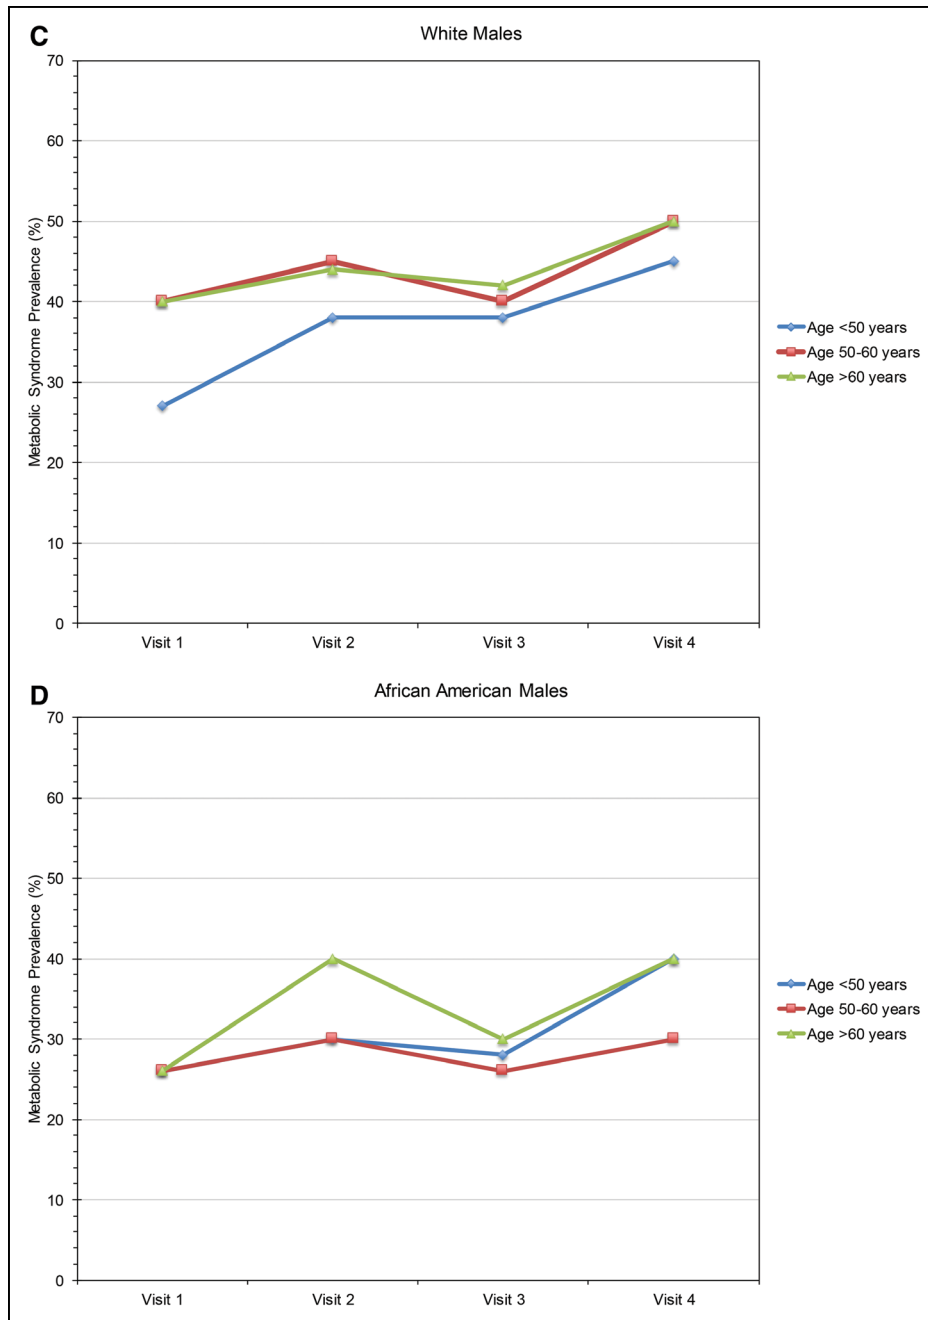 C
White Males
Metabolic Syndrome Prevalence (%)
70
60
50
40
30
20
10
0
Visit 1 Visit 2 Visit 3 Visit 4
Age <50 years
Age 50-60 years
Age >60 years
D
African American Males
Metabolic Syndrome Prevalence (%)
70
60
50
40
30
20
10
0
Visit 1 Visit 2 Visit 3 Visit 4
Age <50 years
Age 50-60 years
Age >60 years